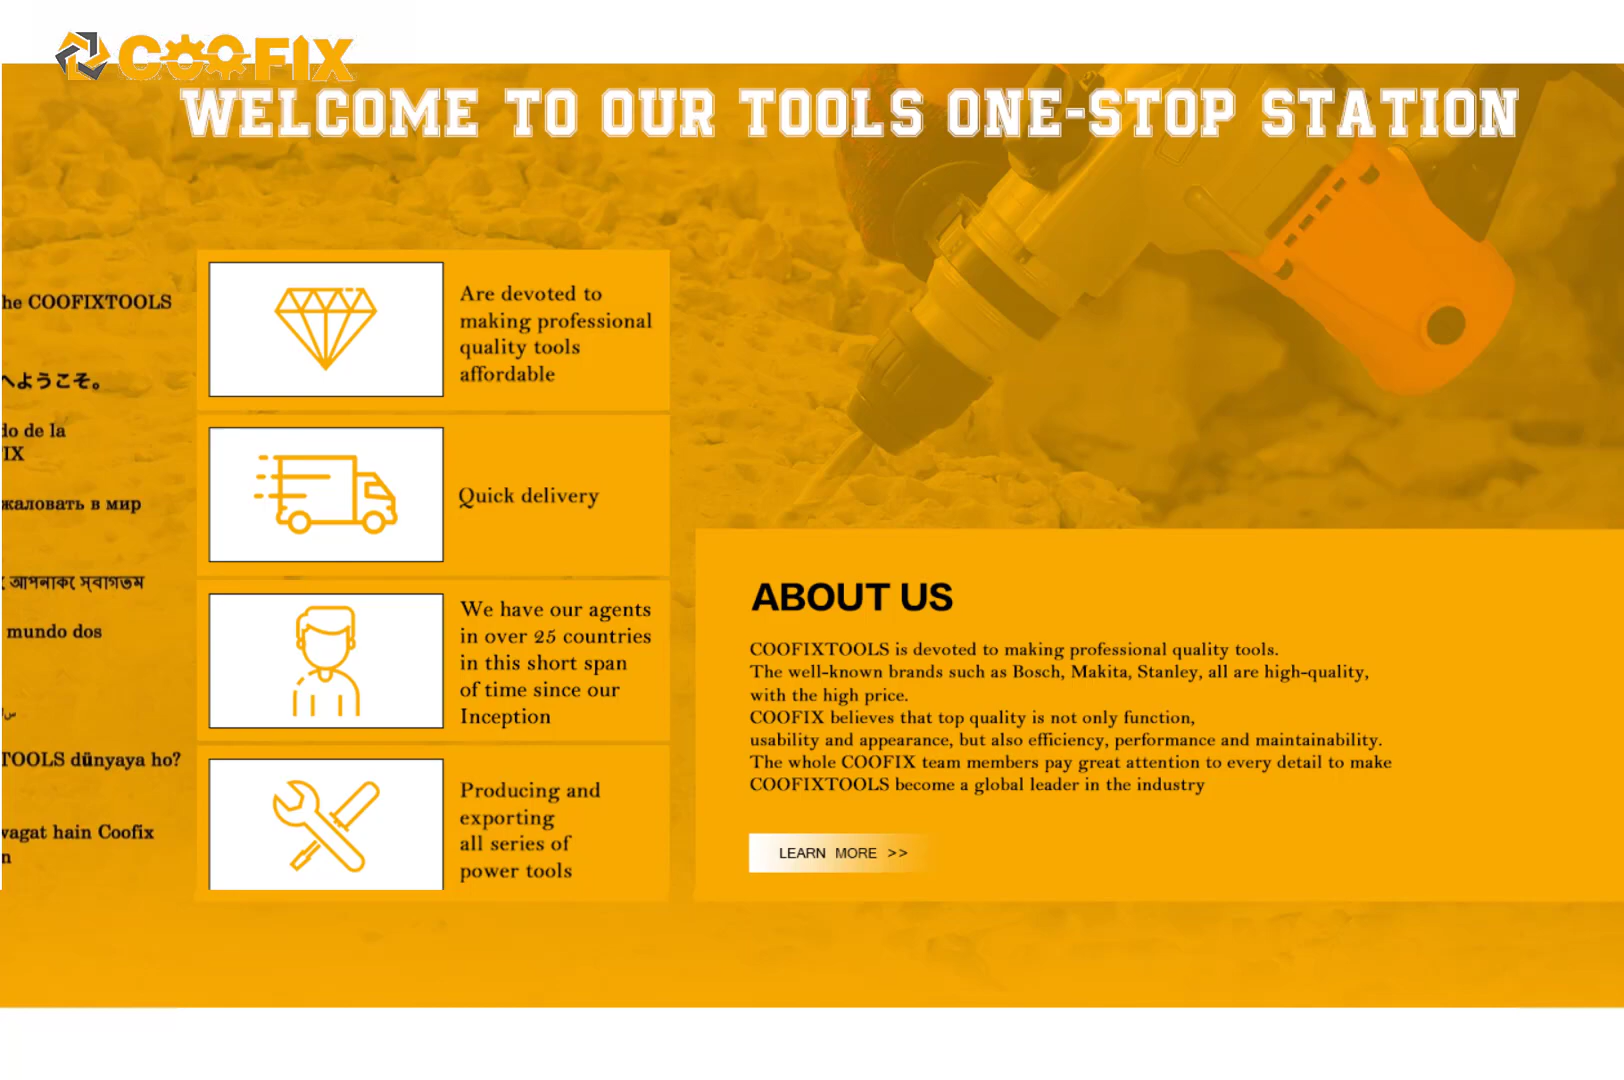 COOFIX
WELCOME TO OUR TOOLS ONE-STOP STATION
he COOFIXTOOLS
へようこそ。
do de la
IX
жаловать в мир
আপনাকে স্বাগতম
mundo dos
TOOLS dünyaya ho?
vagat hain Coofix
n
Are devoted to
making professional
quality tools
affordable
Quick delivery
We have our agents
in over 25 countries
in this short span
of time since our
Inception
Producing and
exporting
all series of
power tools
ABOUT US
COOFIXTOOLS is devoted to making professional quality tools.
The well-known brands such as Bosch, Makita, Stanley, all are high-quality,
with the high price.
COOFIX believes that top quality is not only function,
usability and appearance, but also efficiency, performance and maintainability.
The whole COOFIX team members pay great attention to every detail to make
COOFIXTOOLS become a global leader in the industry
LEARN MORE >>